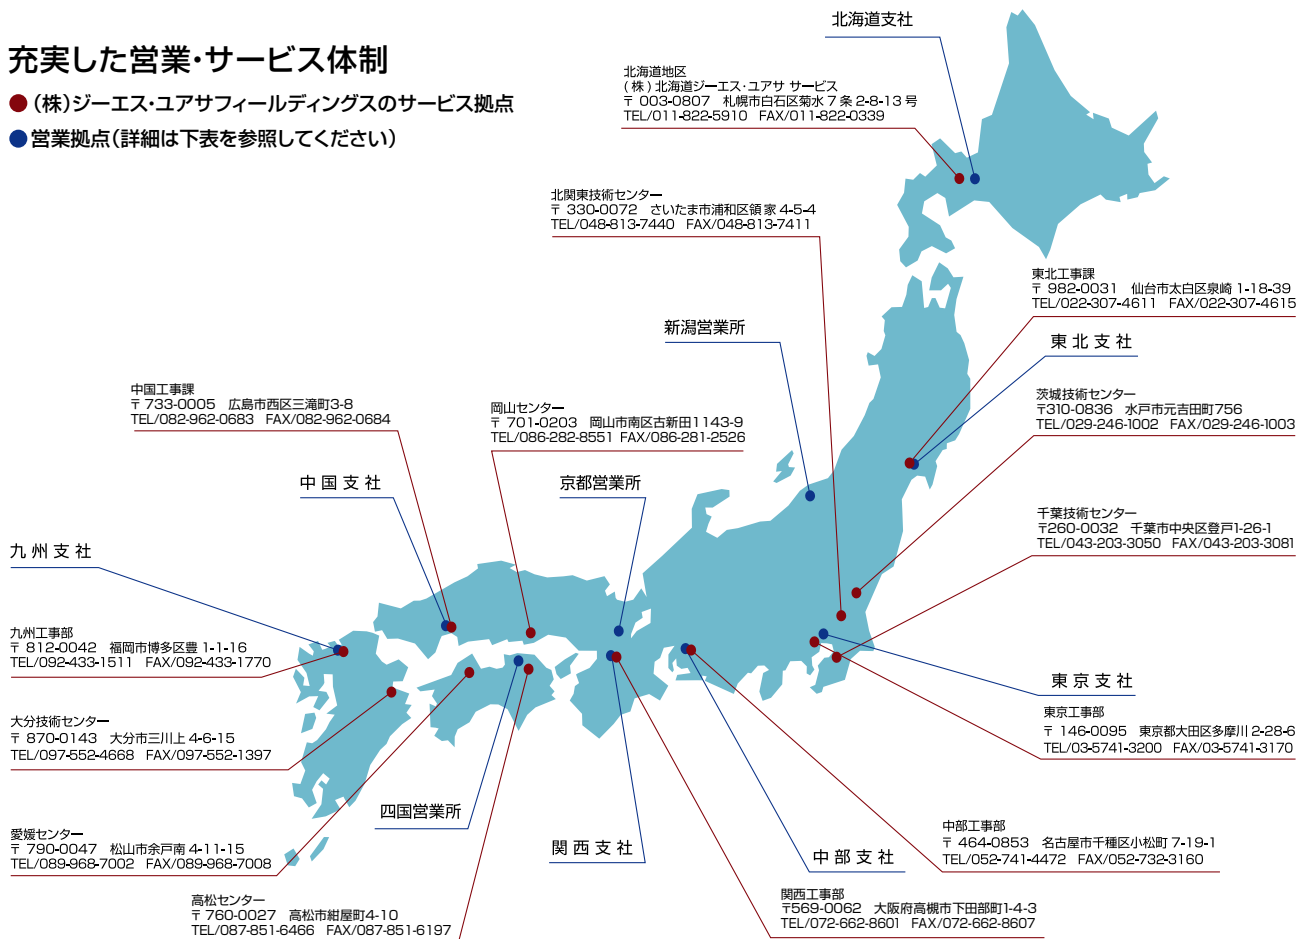 充実した営業・サービス体制
●(株)ジーエス・ユアサフィールディングスのサービス拠点
●営業拠点(詳細は下表を参照してください)
北海道支社
北海道地区
(株)北海道ジーエス・ユアサ サービス
〒003-0807 札幌市白石区菊水7条2-8-13号
TEL/011-822-5910 FAX/011-822-0339
北関東技術センター
〒330-0072 さいたま市浦和区領家4-5-4
TEL/048-813-7440 FAX/048-813-7411
東北工事課
〒982-0031 仙台市太白区泉崎1-18-39
TEL/022-307-4611 FAX/022-307-4615
新潟営業所
東北支社
中国工事課
〒733-0005 広島市西区三滝町3-8
TEL/082-962-0683 FAX/082-962-0684
岡山センター
〒701-0203 岡山市南区古新田1143-9
TEL/086-282-8551 FAX/086-281-2526
茨城技術センター
〒310-0836 水戸市元吉田町756
TEL/029-246-1002 FAX/029-246-1003
中国支社
京都営業所
千葉技術センター
〒260-0032 千葉市中央区登戸1-26-1
TEL/043-203-3050 FAX/043-203-3081
九州支社
九州工事部
〒812-0042 福岡市博多区豊1-1-16
TEL/092-433-1511 FAX/092-433-1770
東京支社
東京工事部
〒146-0095 東京都大田区多摩川2-28-6
TEL/03-5741-3200 FAX/03-5741-3170
大分技術センター
〒870-0143 大分市三川上4-6-15
TEL/097-552-4668 FAX/097-552-1397
四国営業所
愛媛センター
〒790-0047 松山市余戸南4-11-15
TEL/089-968-7002 FAX/089-968-7008
関西支社
中部支社
中部工事部
〒464-0853 名古屋市千種区小松町7-19-1
TEL/052-741-4472 FAX/052-732-3160
高松センター
〒760-0027 高松市紺屋町4-10
TEL/087-851-6466 FAX/087-851-6197
関西工事部
〒569-0062 大阪府高槻市下田部町1-4-3
TEL/072-662-8601 FAX/072-662-8607